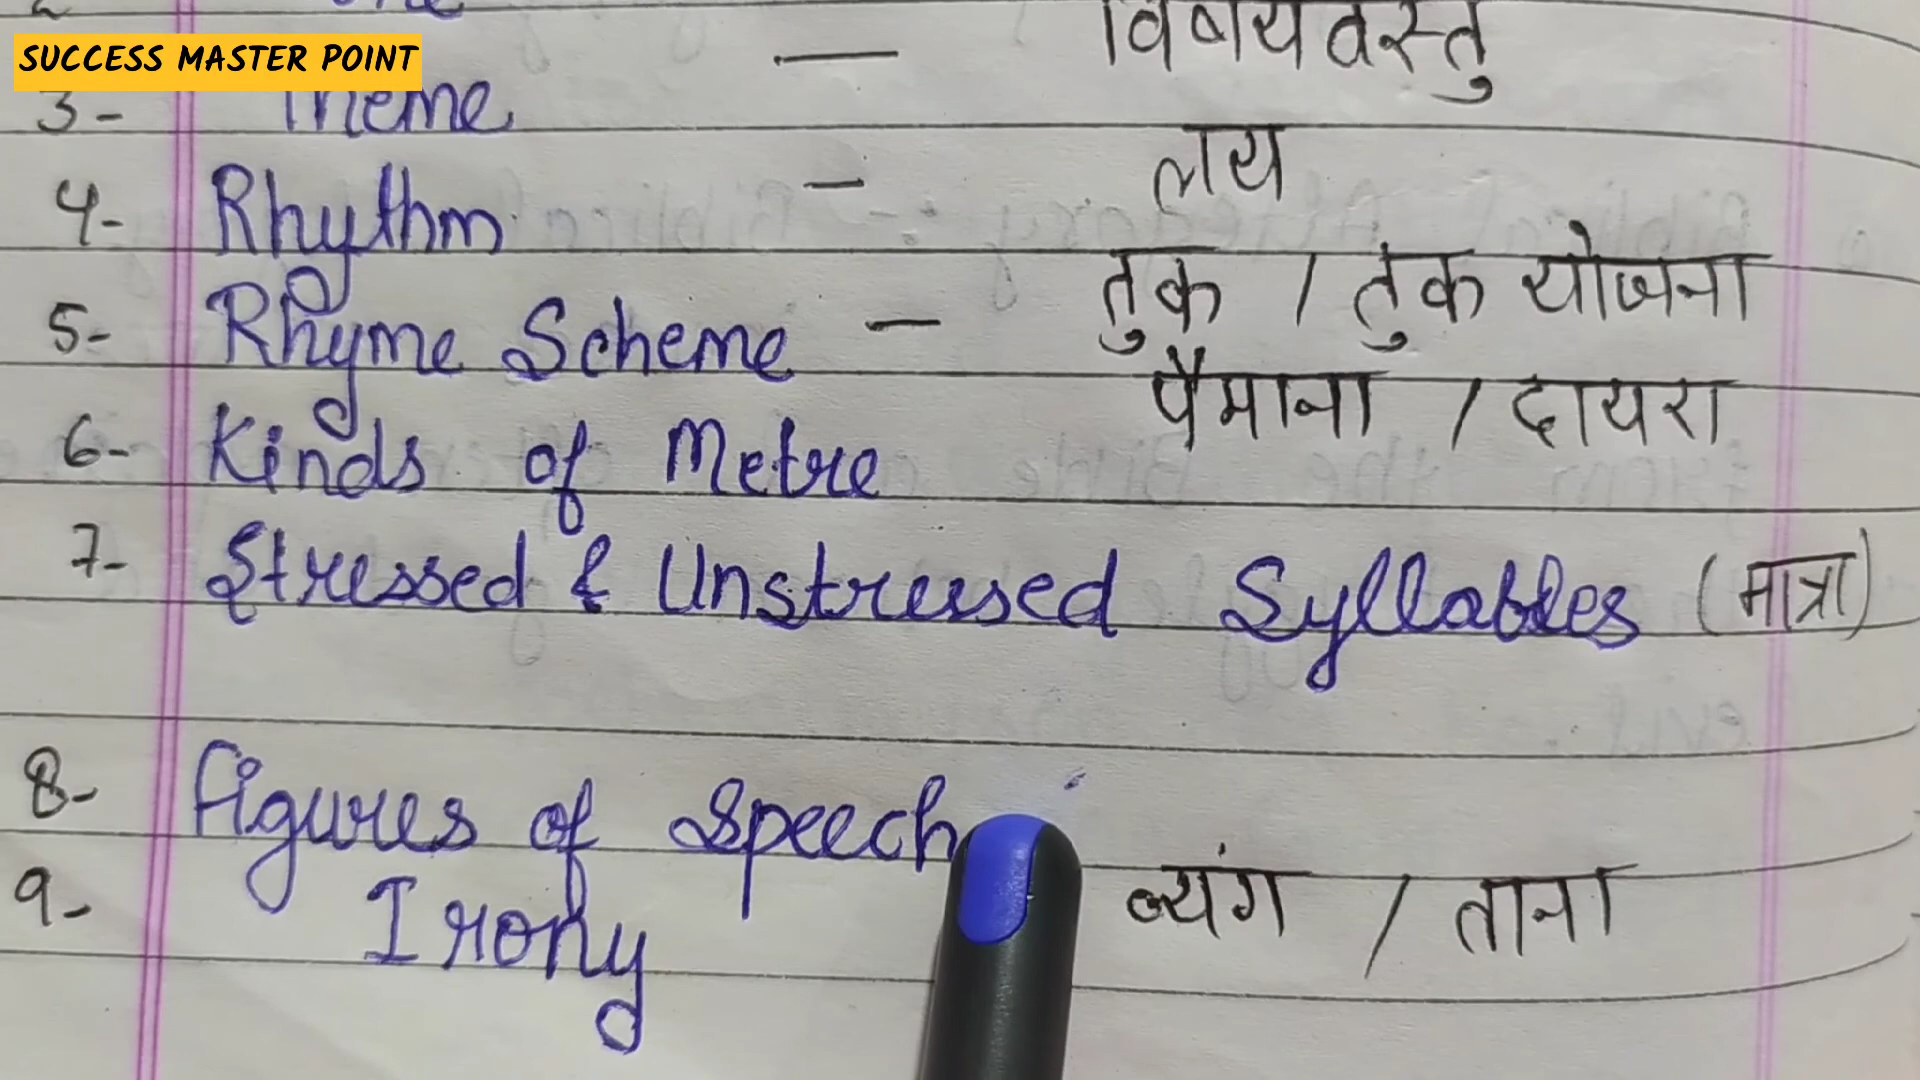 SUCCESS MASTER POINT
3- Theme — विषयवस्तु
4- Rhythm - लय
5- Rhyme Scheme - तुक / तुक योजना
6- Kinds of Metre पैमाना / दायरा
7- Stressed & Unstressed Syllables (मात्रा)
8- Figures of Speech
9- Irony व्यंग / ताना